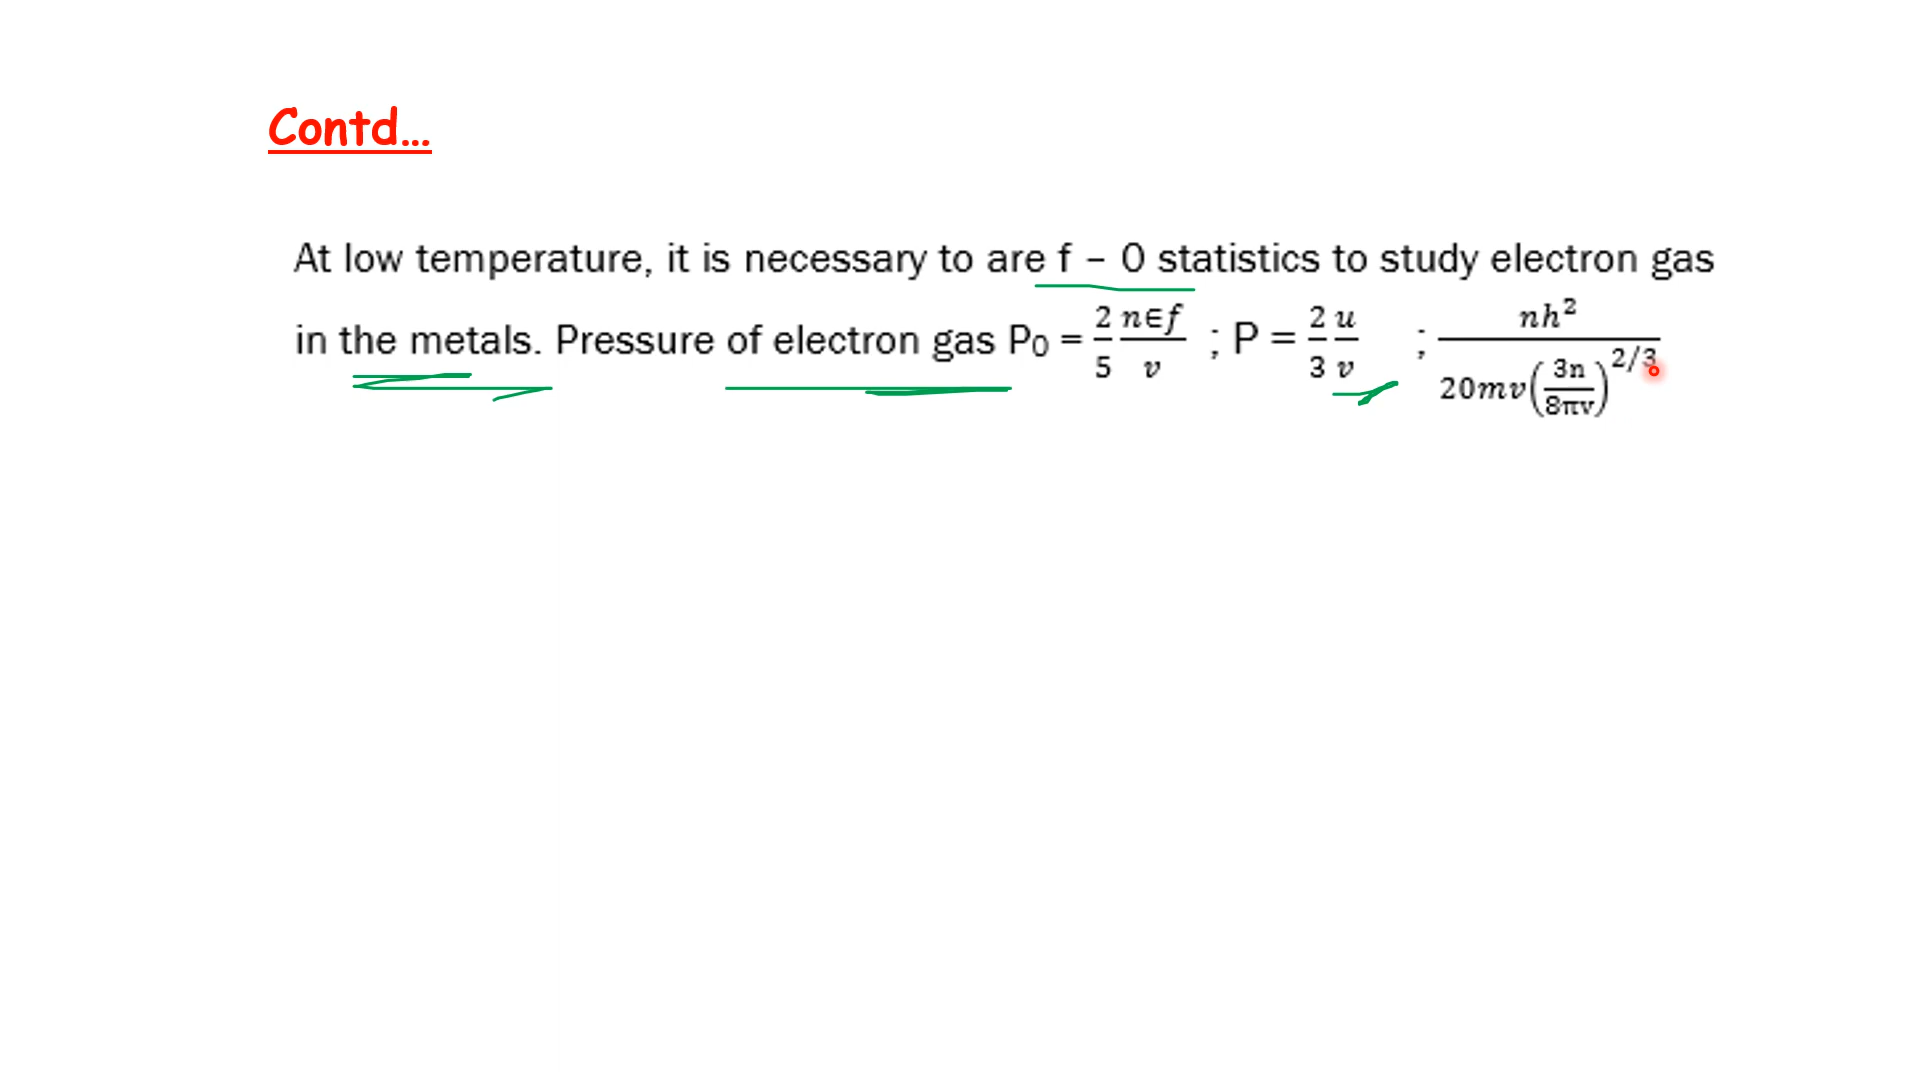 Contd...
At low temperature, it is necessary to are f – 0 statistics to study electron gas
in the metals. Pressure of electron gas P₀ = 2/5 n∈f/v ; P = 2/3 u/v ; nh²/20mv(3n/8πv)^2/3